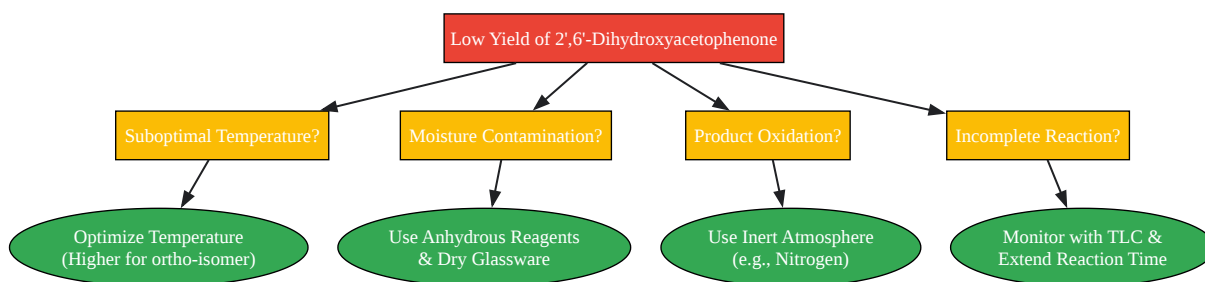 Low Yield of 2',6'-Dihydroxyacetophenone
Suboptimal Temperature?
Moisture Contamination?
Product Oxidation?
Incomplete Reaction?
Optimize Temperature
(Higher for ortho-isomer)
Use Anhydrous Reagents
& Dry Glassware
Use Inert Atmosphere
(e.g., Nitrogen)
Monitor with TLC &
Extend Reaction Time